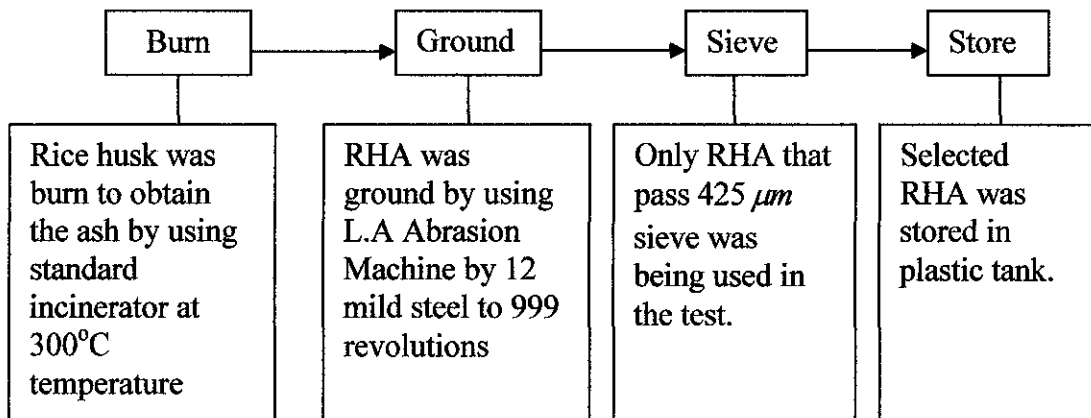 Burn
Ground
Sieve
Store
Rice husk was
burn to obtain
the ash by using
standard
incinerator at
300°C
temperature
RHA was
ground by using
L.A Abrasion
Machine by 12
mild steel to 999
revolutions
Only RHA that
pass 425 μm
sieve was
being used in
the test.
Selected
RHA was
stored in
plastic tank.